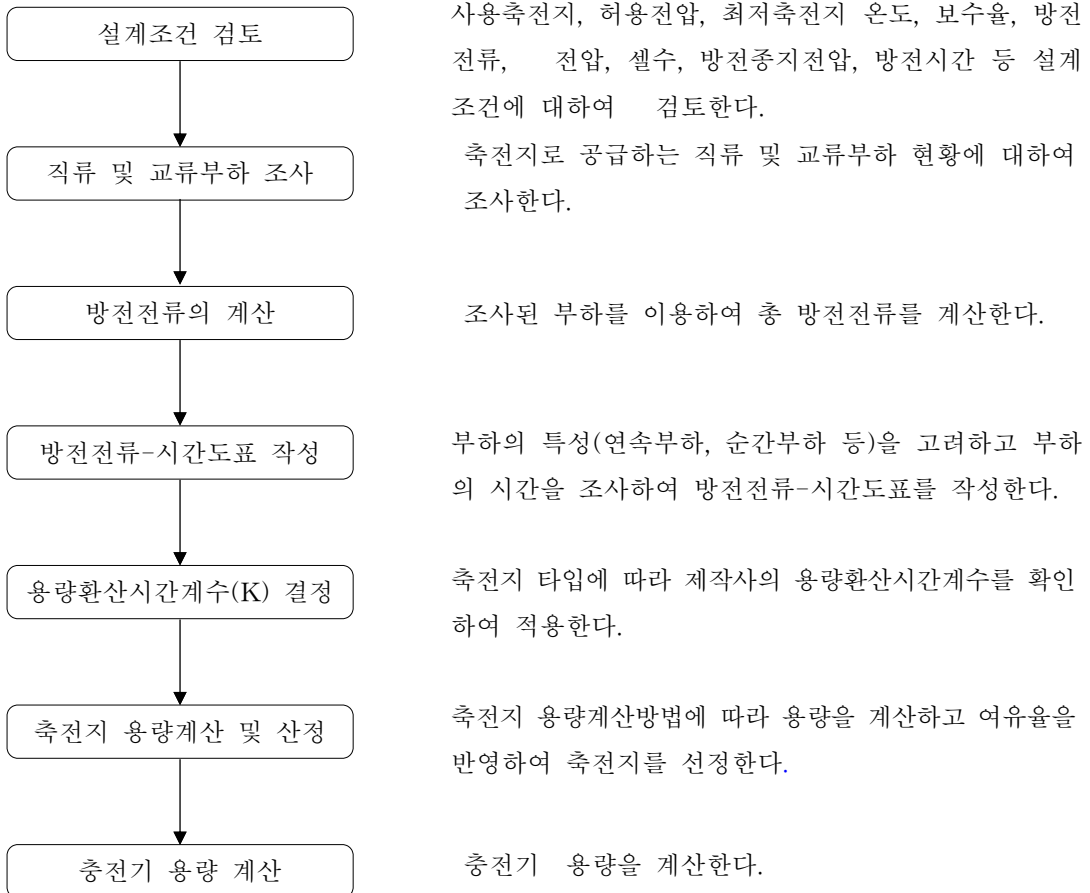 설계조건 검토
사용축전지, 허용전압, 최저축전지 온도, 보수율, 방전
전류, 전압, 셀수, 방전종지전압, 방전시간 등 설계
조건에 대하여 검토한다.
직류 및 교류부하 조사
축전지로 공급하는 직류 및 교류부하 현황에 대하여
조사한다.
방전전류의 계산
조사된 부하를 이용하여 총 방전전류를 계산한다.
방전전류-시간도표 작성
부하의 특성(연속부하, 순간부하 등)을 고려하고 부하
의 시간을 조사하여 방전전류-시간도표를 작성한다.
용량환산시간계수(K) 결정
축전지 타입에 따라 제작사의 용량환산시간계수를 확인
하여 적용한다.
축전지 용량계산 및 산정
축전지 용량계산방법에 따라 용량을 계산하고 여유율을
반영하여 축전지를 선정한다.
충전기 용량 계산
충전기 용량을 계산한다.